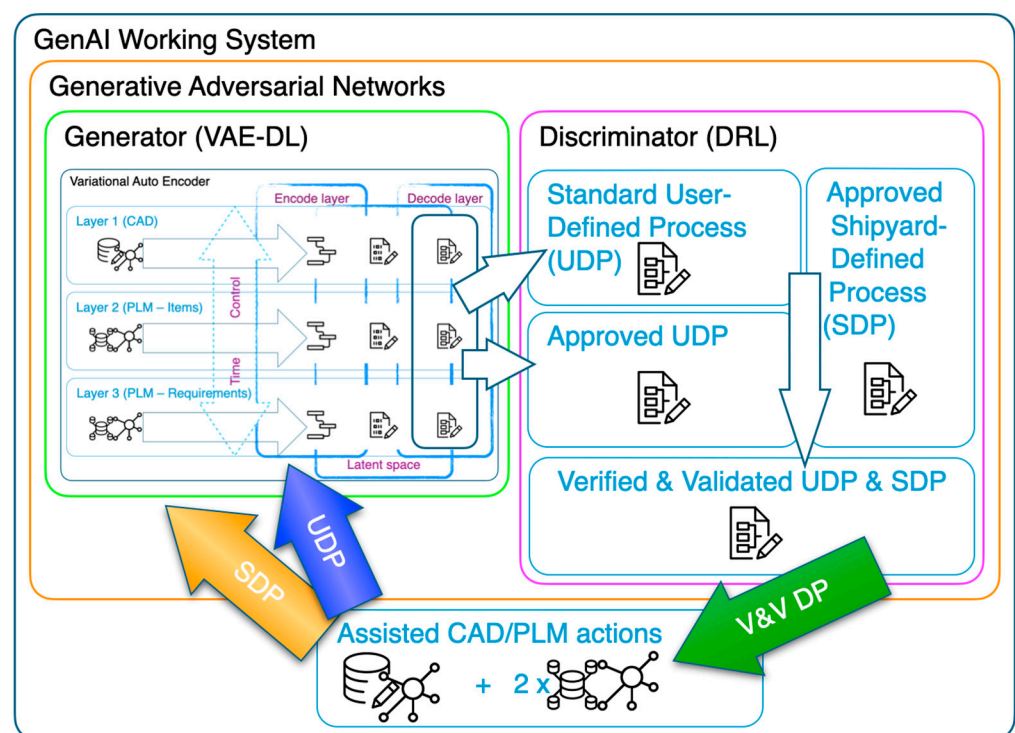 GenAI Working System
Generative Adversarial Networks
Generator (VAE-DL)
Variational Auto Encoder
Encode layer
Decode layer
Layer 1 (CAD)
Control
Layer 2 (PLM – Items)
Time
Layer 3 (PLM – Requirements)
Latent space
Discriminator (DRL)
Standard User-
Defined Process
(UDP)
Approved
Shipyard-
Defined
Process
(SDP)
Approved UDP
Verified & Validated UDP & SDP
SDP
UDP
V&V DP
Assisted CAD/PLM actions
+ 2 x